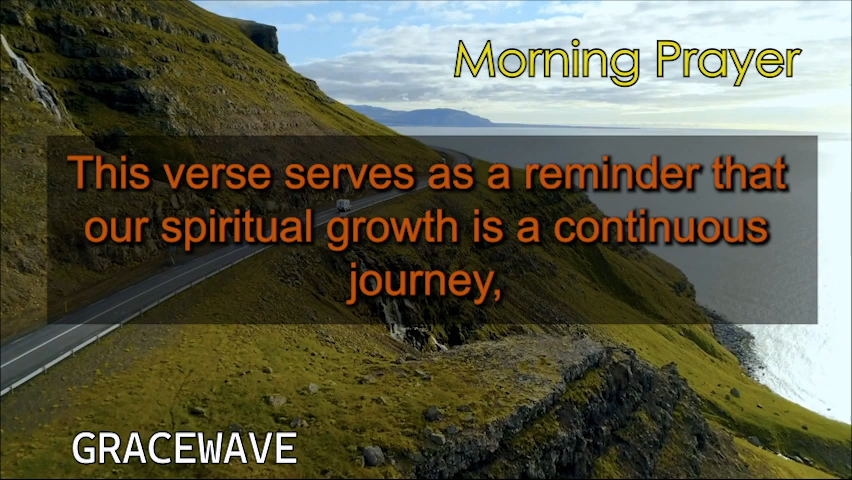 Morning Prayer
This verse serves as a reminder that
our spiritual growth is a continuous
journey,
GRACEWAVE